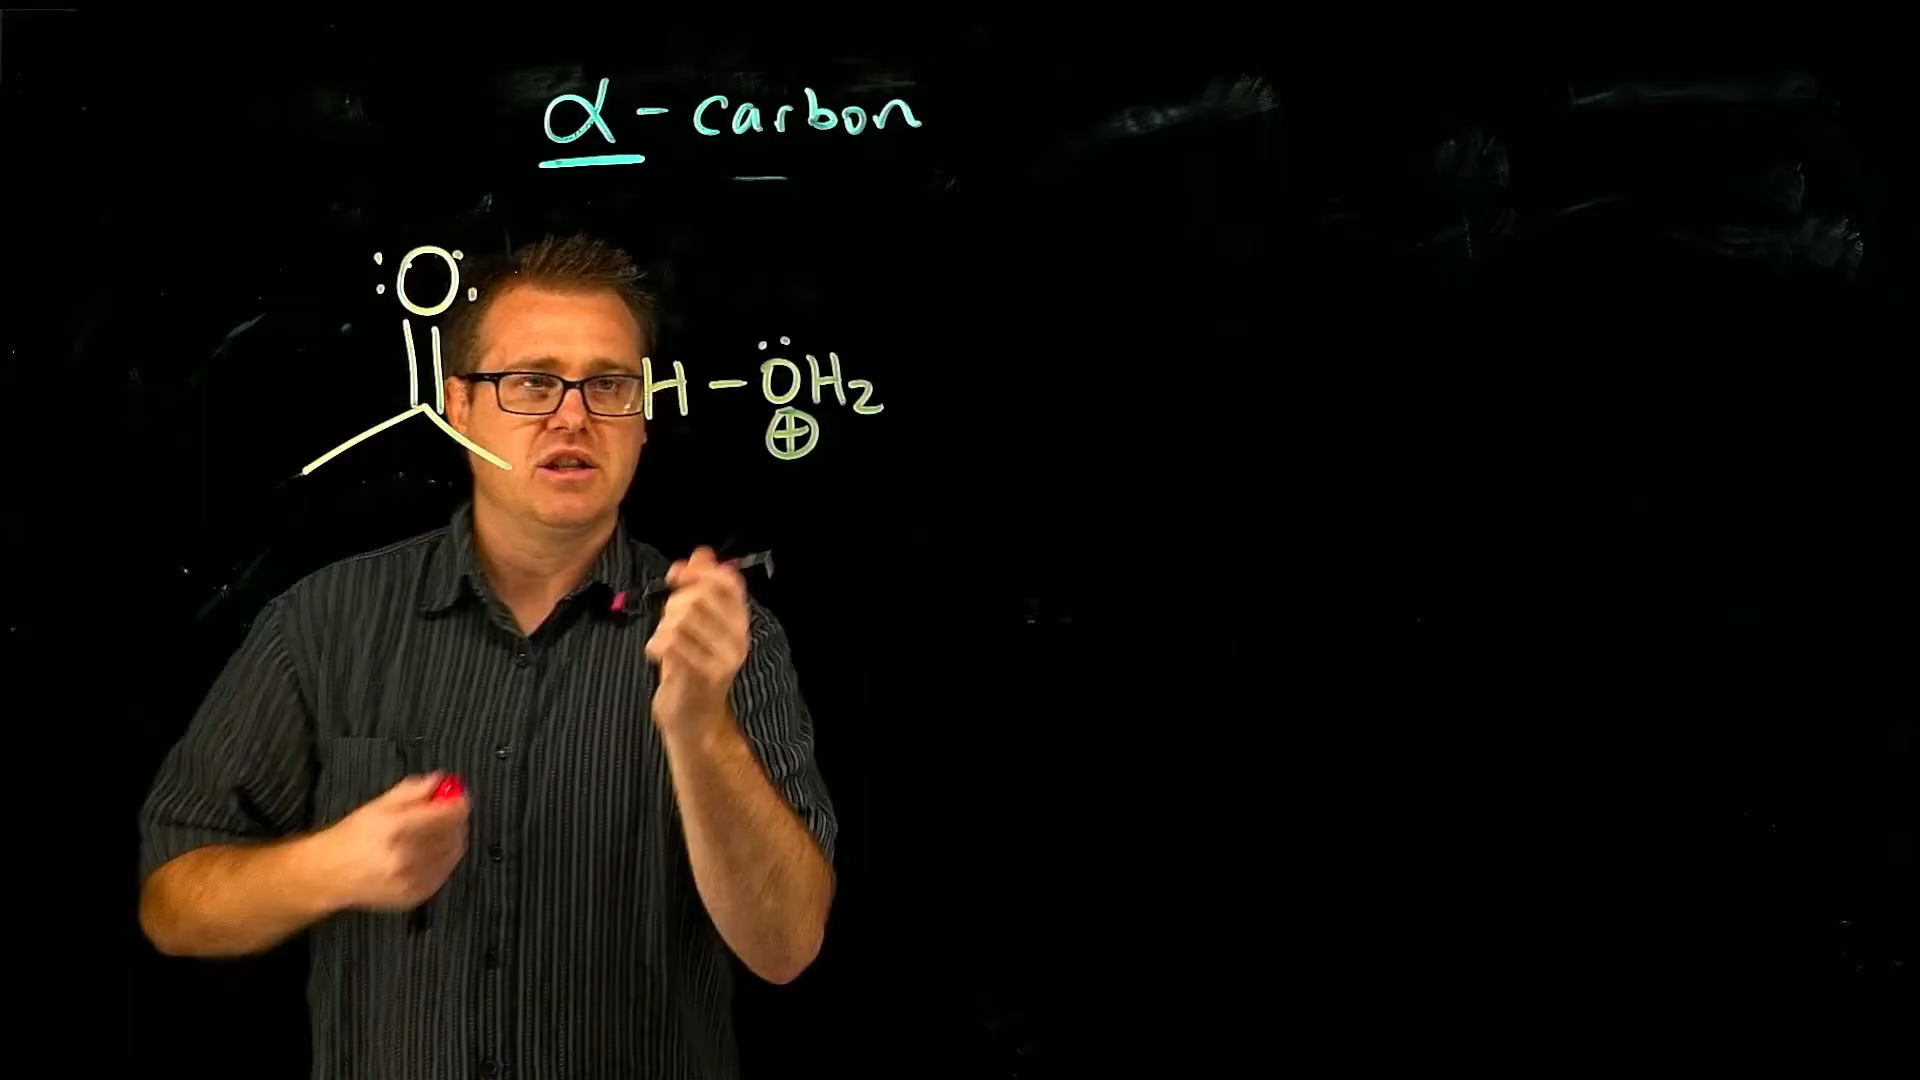 α - carbon
:O:
H - ÖH₂
⊕